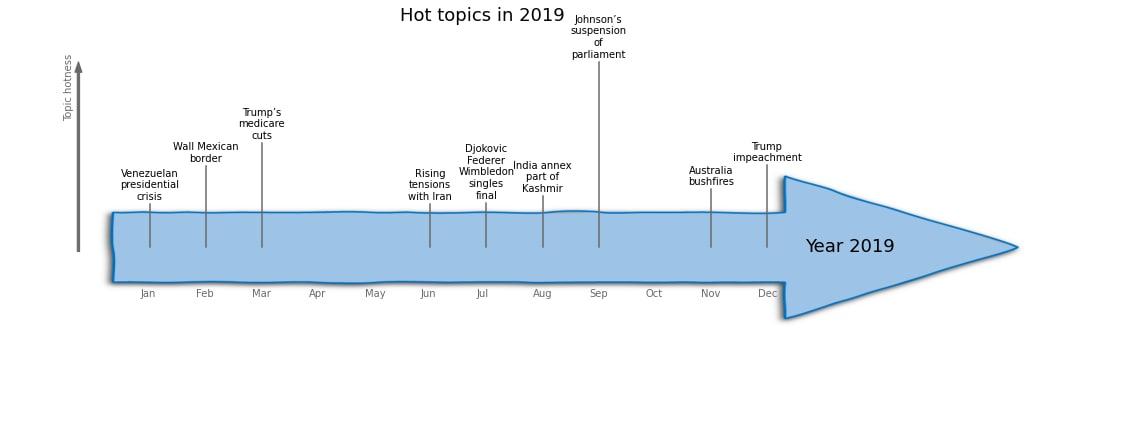 Hot topics in 2019
Topic hotness
Venezuelan
presidential
crisis
Wall Mexican
border
Trump’s
medicare
cuts
Rising
tensions
with Iran
Djokovic
Federer
Wimbledon
singles
final
India annex
part of
Kashmir
Johnson’s
suspension
of
parliament
Australia
bushfires
Trump
impeachment
Year 2019
Jan Feb Mar Apr May Jun Jul Aug Sep Oct Nov Dec